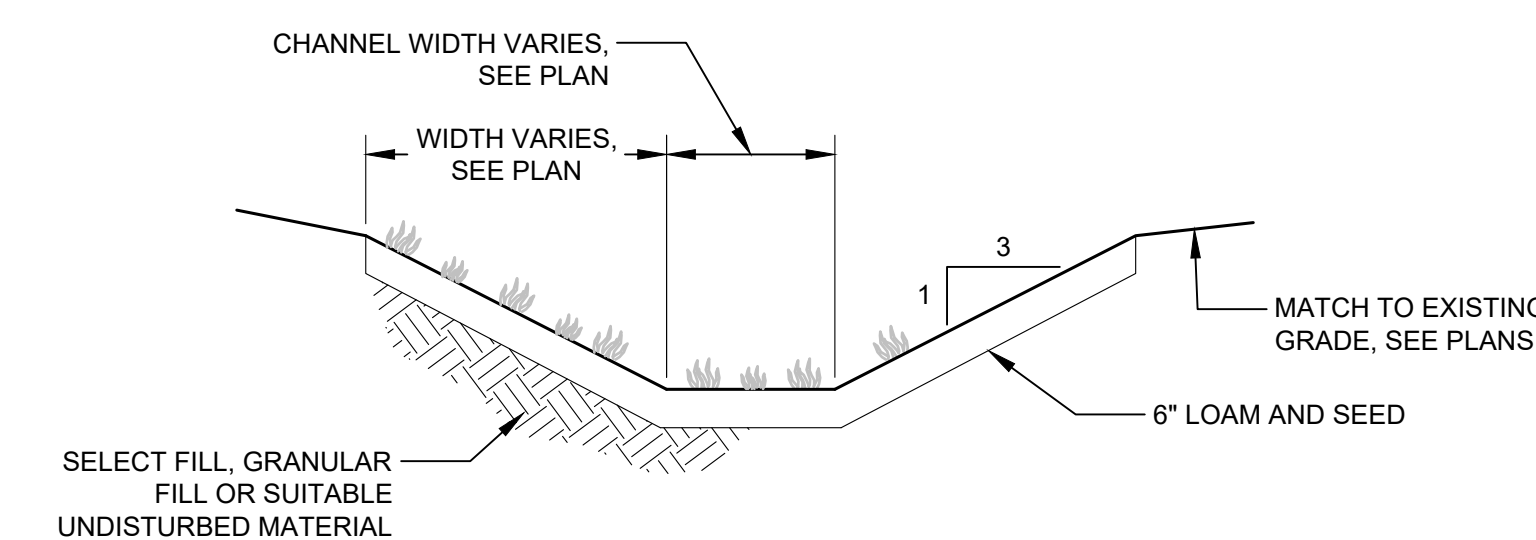 CHANNEL WIDTH VARIES,
SEE PLAN
WIDTH VARIES,
SEE PLAN
3
1
MATCH TO EXISTING
GRADE, SEE PLANS
6" LOAM AND SEED
SELECT FILL, GRANULAR
FILL OR SUITABLE
UNDISTURBED MATERIAL